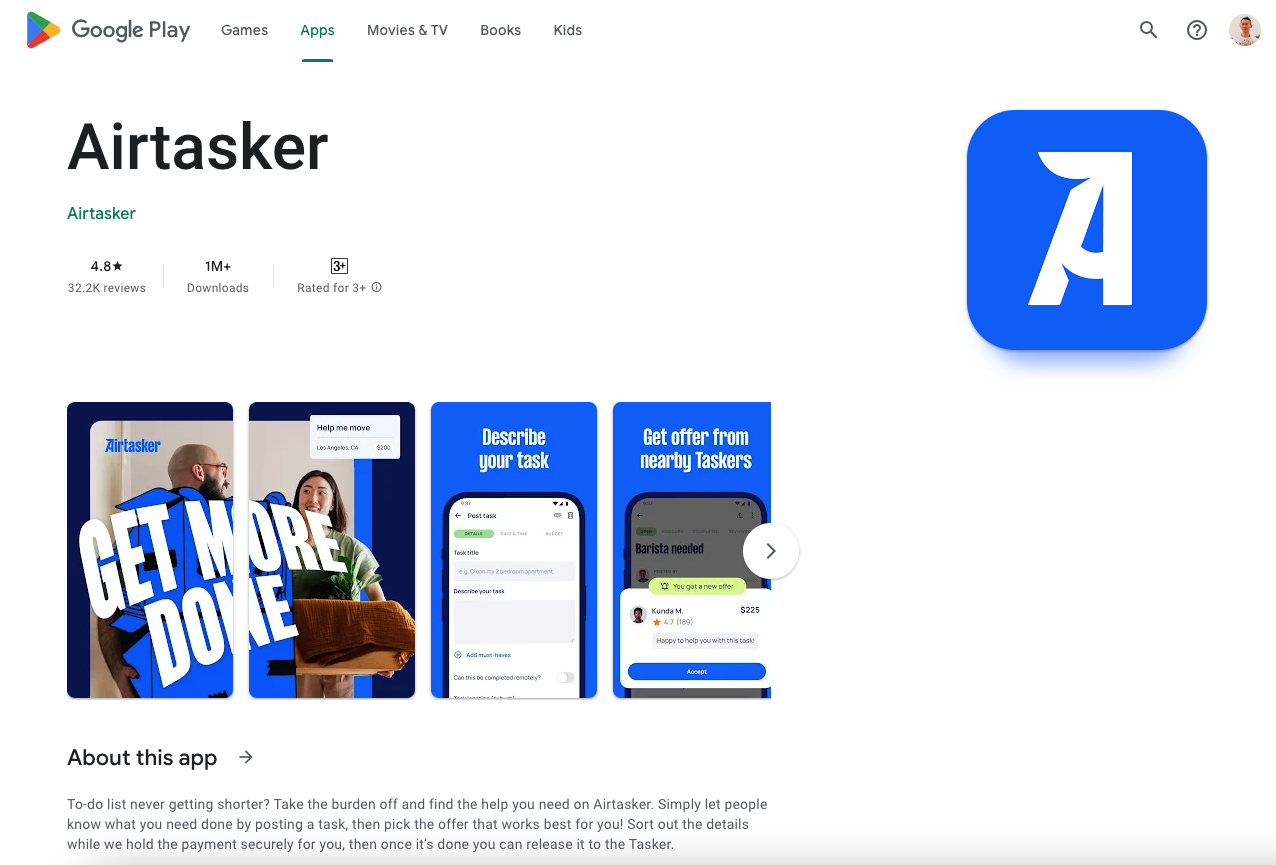 Google Play
Games
Apps
Movies & TV
Books
Kids
Airtasker
Airtasker
4.8★
32.2K reviews
1M+
Downloads
3+
Rated for 3+
Airtasker
GET MORE
DONE
Help me move
Los Angeles, CA
$200
Describe
your task
9:37
Post task
DETAILS
DATE & TIME
BUDGET
Task title
e.g. Clean my 2 bedroom apartment
Describe your task
Add must-haves
Can this be completed remotely?
Get offer from
nearby Taskers
9:37
OPEN
Barista needed
You got a new offer
Kunda M.
$225
4.7 (189)
Happy to help you with this task!
Accept
About this app
To-do list never getting shorter? Take the burden off and find the help you need on Airtasker. Simply let people
know what you need done by posting a task, then pick the offer that works best for you! Sort out the details
while we hold the payment securely for you, then once it’s done you can release it to the Tasker.